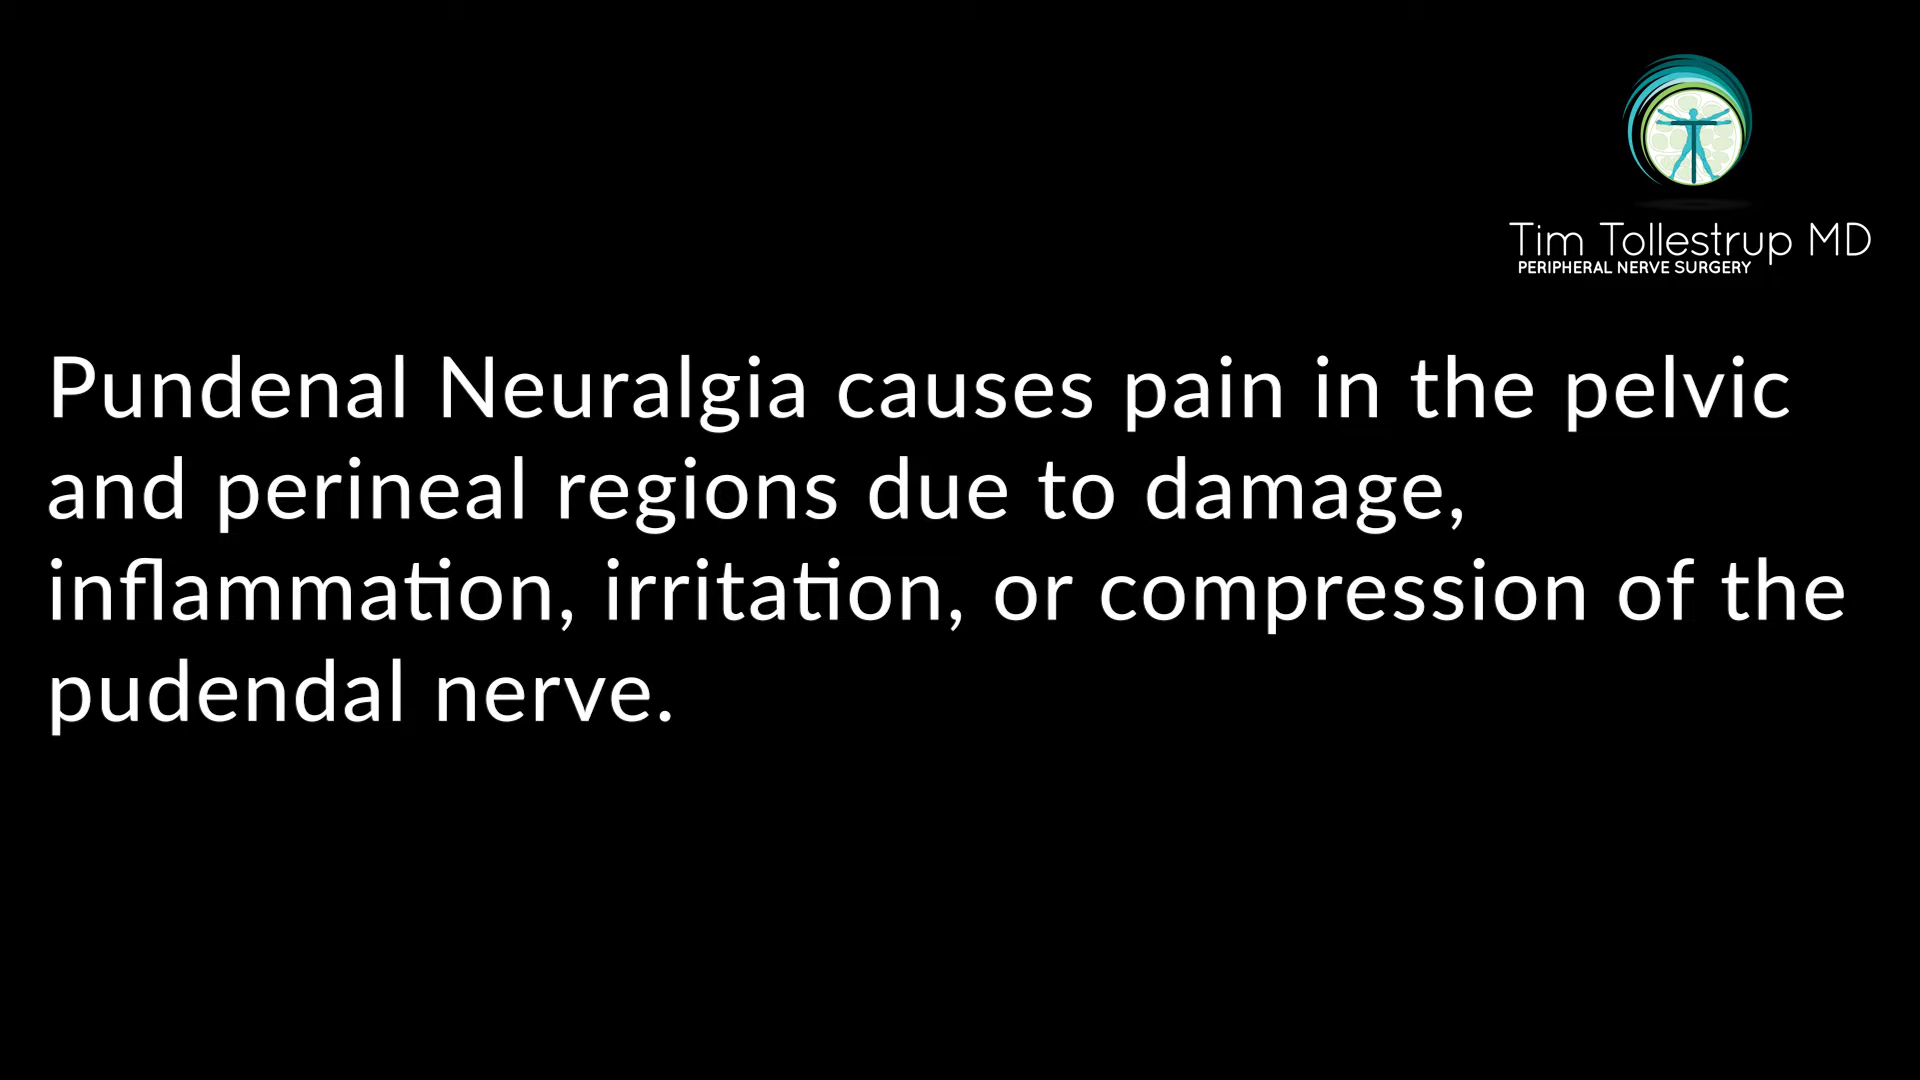 Tim Tollestrup MD
PERIPHERAL NERVE SURGERY
Pundenal Neuralgia causes pain in the pelvic
and perineal regions due to damage,
inflammation, irritation, or compression of the
pudendal nerve.